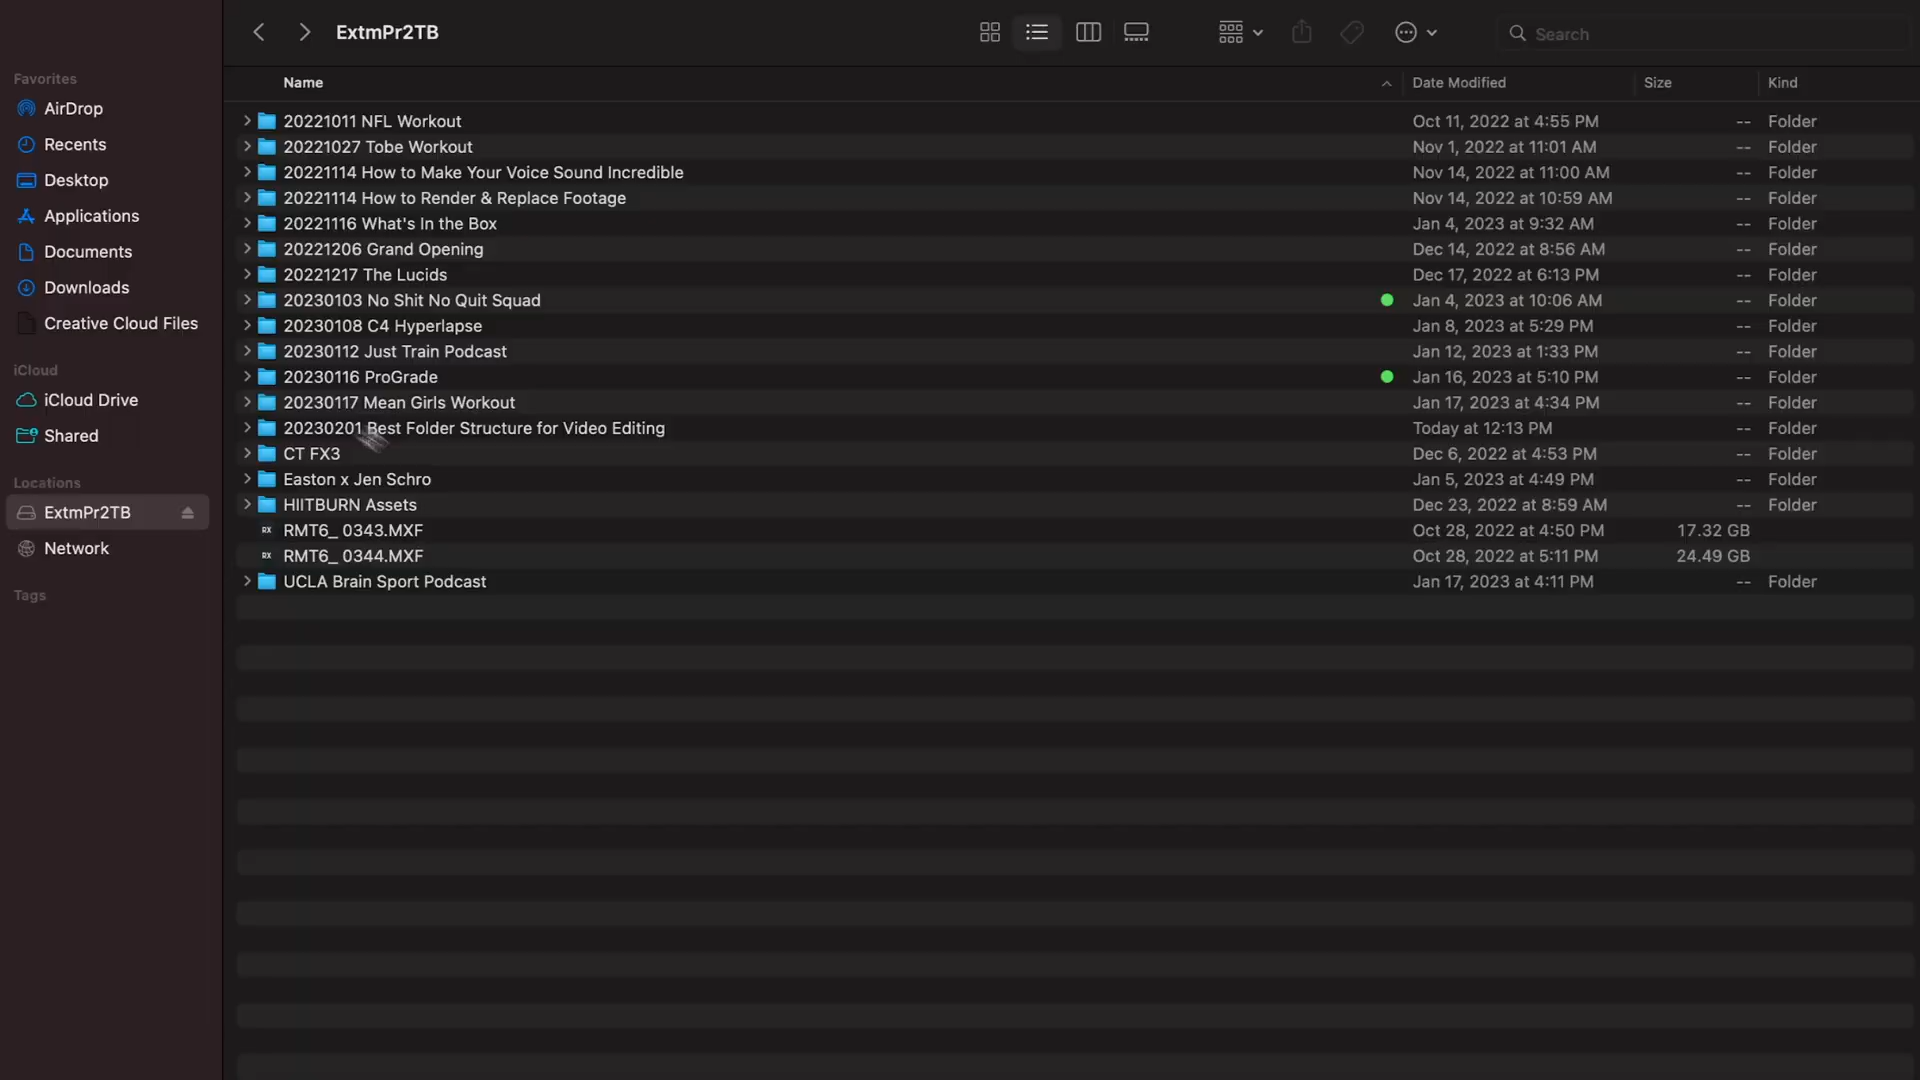 ExtmPr2TB
Search
Favorites
AirDrop
Recents
Desktop
Applications
Documents
Downloads
Creative Cloud Files
iCloud
iCloud Drive
Shared
Locations
ExtmPr2TB
Network
Tags
Name Date Modified Size Kind
20221011 NFL Workout Oct 11, 2022 at 4:55 PM -- Folder
20221027 Tobe Workout Nov 1, 2022 at 11:01 AM -- Folder
20221114 How to Make Your Voice Sound Incredible Nov 14, 2022 at 11:00 AM -- Folder
20221114 How to Render & Replace Footage Nov 14, 2022 at 10:59 AM -- Folder
20221116 What's In the Box Jan 4, 2023 at 9:32 AM -- Folder
20221206 Grand Opening Dec 14, 2022 at 8:56 AM -- Folder
20221217 The Lucids Dec 17, 2022 at 6:13 PM -- Folder
20230103 No Shit No Quit Squad Jan 4, 2023 at 10:06 AM -- Folder
20230108 C4 Hyperlapse Jan 8, 2023 at 5:29 PM -- Folder
20230112 Just Train Podcast Jan 12, 2023 at 1:33 PM -- Folder
20230116 ProGrade Jan 16, 2023 at 5:10 PM -- Folder
20230117 Mean Girls Workout Jan 17, 2023 at 4:34 PM -- Folder
20230201 Best Folder Structure for Video Editing Today at 12:13 PM -- Folder
CT FX3 Dec 6, 2022 at 4:53 PM -- Folder
Easton x Jen Schro Jan 5, 2023 at 4:49 PM -- Folder
HIITBURN Assets Dec 23, 2022 at 8:59 AM -- Folder
RX RMT6_ 0343.MXF Oct 28, 2022 at 4:50 PM 17.32 GB
RX RMT6_ 0344.MXF Oct 28, 2022 at 5:11 PM 24.49 GB
UCLA Brain Sport Podcast Jan 17, 2023 at 4:11 PM -- Folder